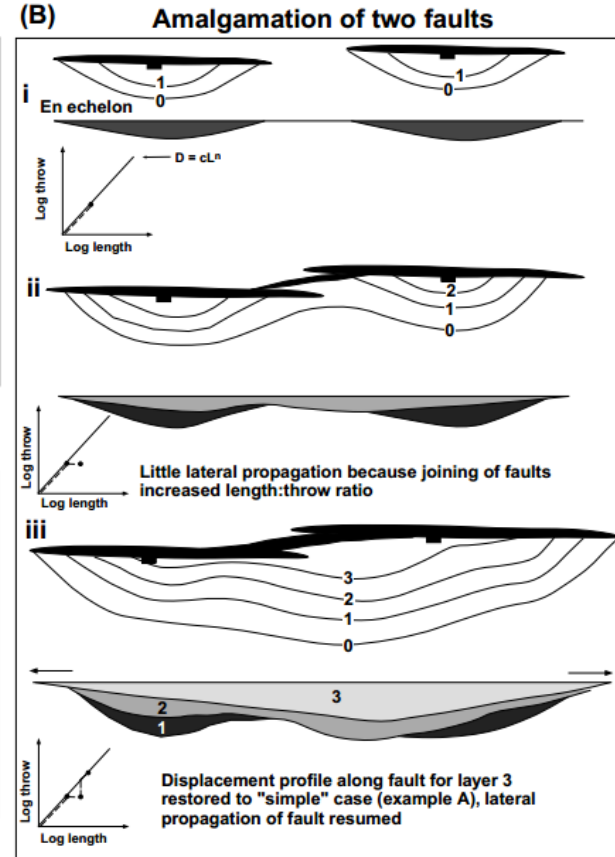 (B) Amalgamation of two faults
1
0
1
0
i
En echelon
D = cLⁿ
Log throw
Log length
ii
2
1
0
Log throw
Log length
Little lateral propagation because joining of faults
increased length:throw ratio
iii
3
2
1
0
3
2
1
Log throw
Log length
Displacement profile along fault for layer 3
restored to "simple" case (example A), lateral
propagation of fault resumed